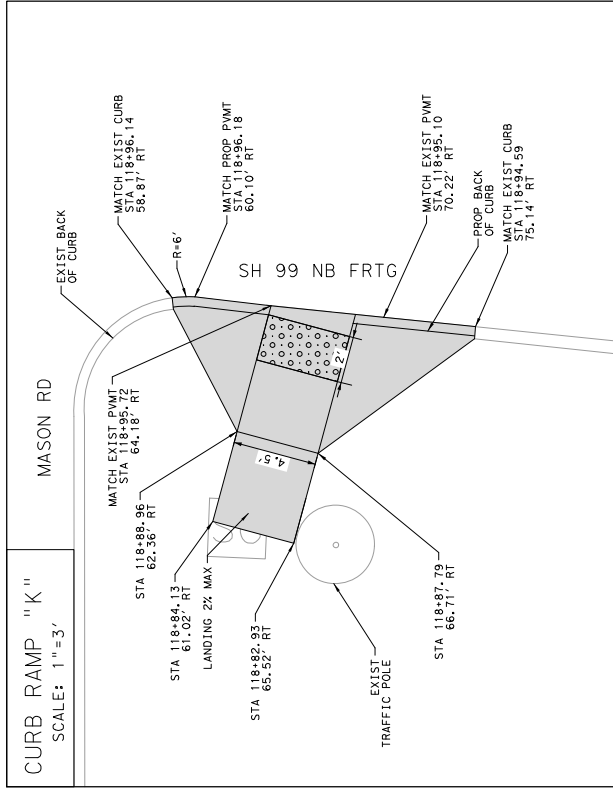 CURB RAMP "K"
SCALE: 1"=3'
MASON RD
EXIST BACK
OF CURB
MATCH EXIST CURB
STA 118+96.14
58.87' RT
R=6'
MATCH PROP PVMT
STA 118+96.18
60.10' RT
SH 99 NB FRTG
MATCH EXIST PVMT
STA 118+95.72
64.18' RT
STA 118+88.96
62.36' RT
STA 118+84.13
61.02' RT
LANDING 2% MAX
STA 118+82.93
65.52' RT
4.5'
2'
EXIST
TRAFFIC POLE
STA 118+87.79
66.71' RT
MATCH EXIST PVMT
STA 118+95.10
70.22' RT
PROP BACK
OF CURB
MATCH EXIST CURB
STA 118+94.59
75.14' RT